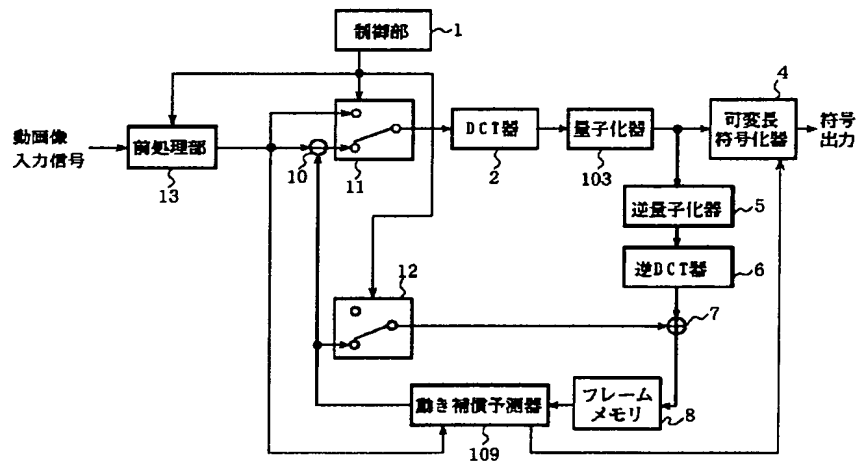 制御部
1
4
動画像
入力信号
前処理部
13
10
11
DCT器
2
量子化器
103
可変長
符号化器
符号
出力
逆量子化器
5
逆DCT器
6
12
7
動き補償予測器
109
フレーム
メモリ
8